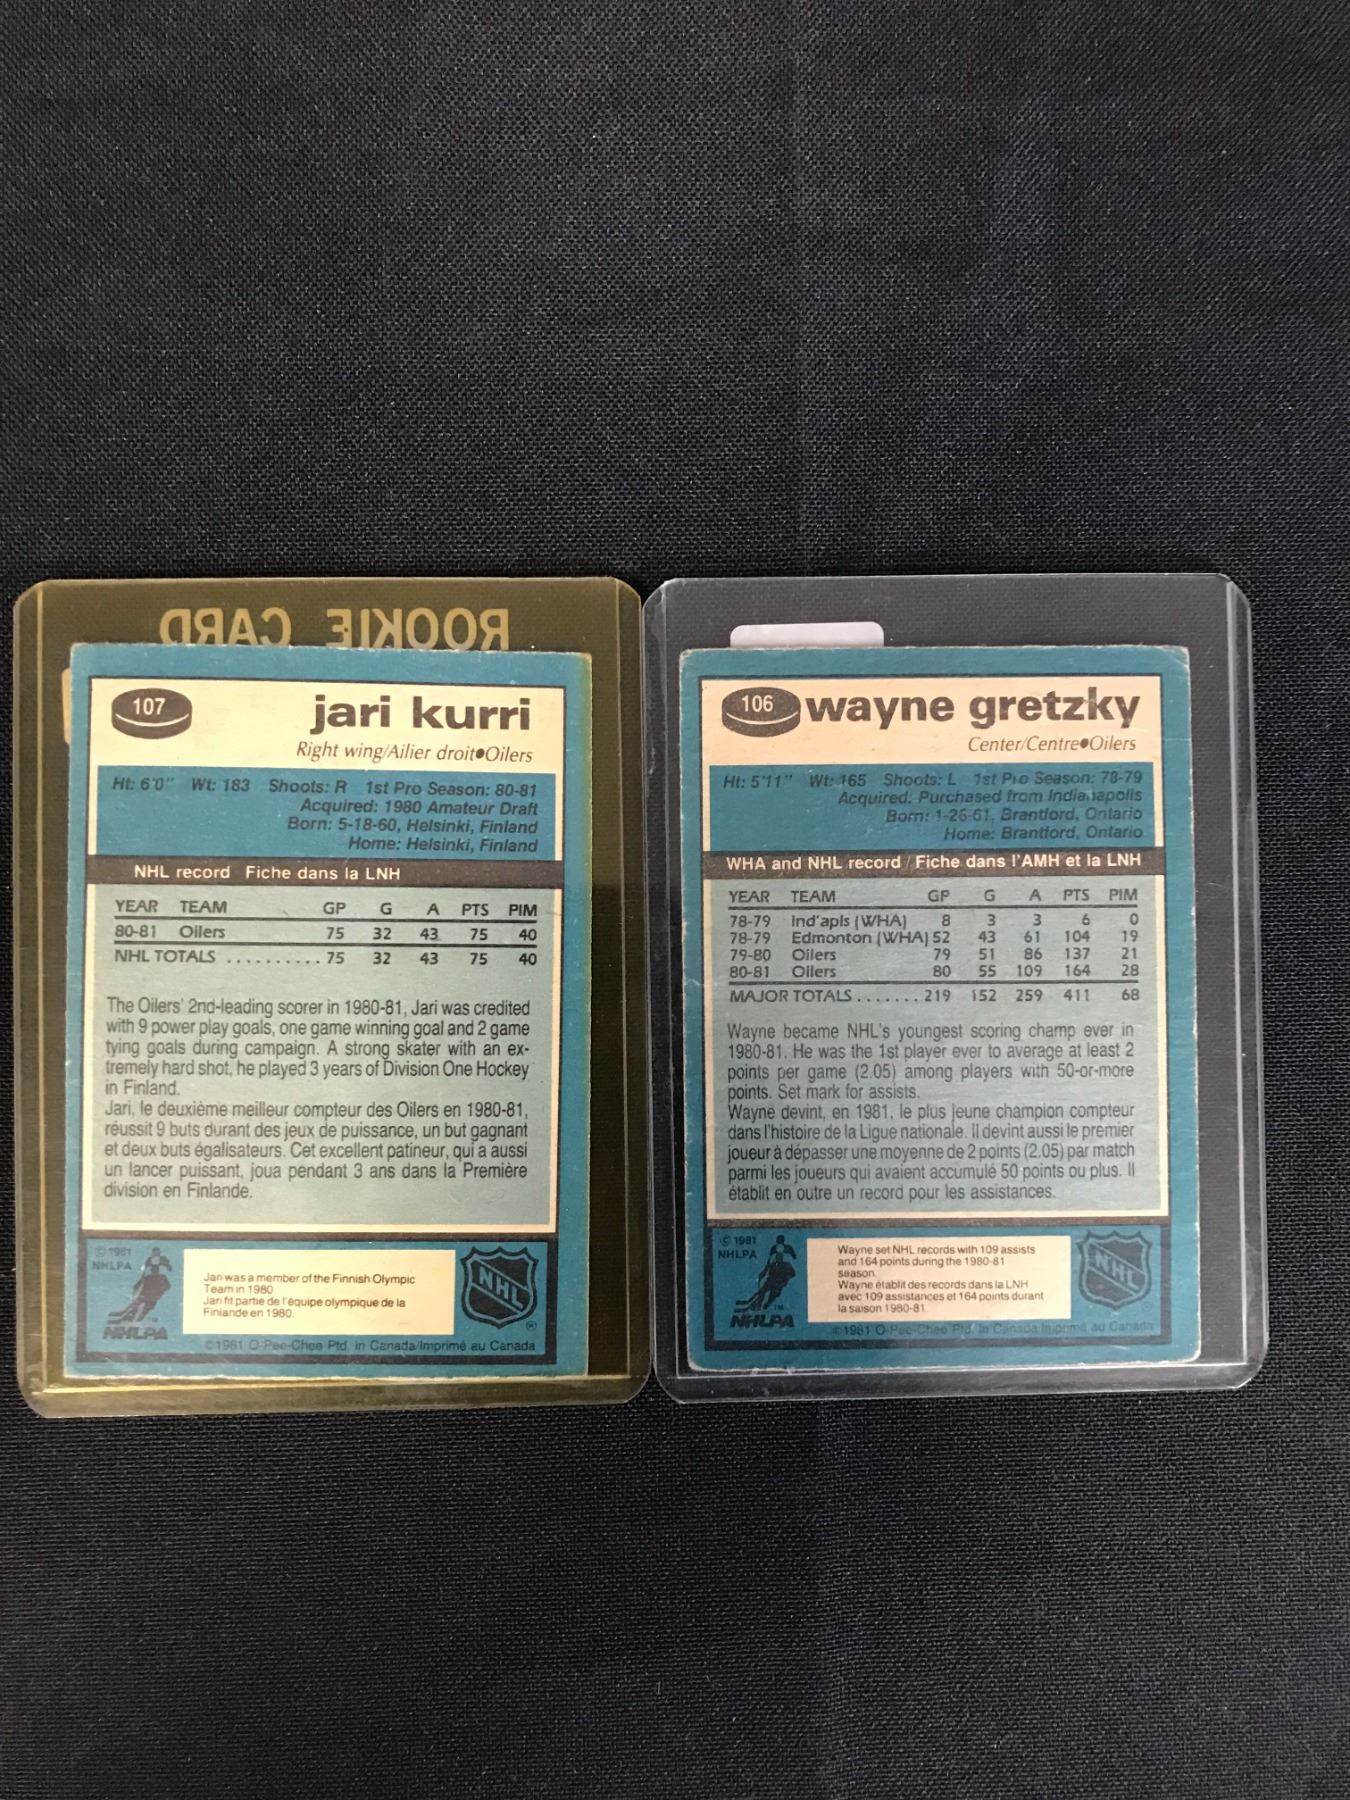 ROOKIE CARD
107
jari kurri
Right wing/Ailier droit•Oilers
Ht: 6'0" Wt: 183 Shoots: R 1st Pro Season: 80-81
Acquired: 1980 Amateur Draft
Born: 5-18-60, Helsinki, Finland
Home: Helsinki, Finland
NHL record Fiche dans la LNH
YEAR TEAM GP G A PTS PIM
80-81 Oilers 75 32 43 75 40
NHL TOTALS .......... 75 32 43 75 40
The Oilers' 2nd-leading scorer in 1980-81, Jari was credited
with 9 power play goals, one game winning goal and 2 game
tying goals during campaign. A strong skater with an ex-
tremely hard shot, he played 3 years of Division One Hockey
in Finland.
Jari, le deuxième meilleur compteur des Oilers en 1980-81,
réussit 9 buts durant des jeux de puissance, un but gagnant
et deux buts égalisateurs. Cet excellent patineur, qui a aussi
un lancer puissant, joua pendant 3 ans dans la Première
division en Finlande.
© 1981
NHLPA
NHLPA
Jari was a member of the Finnish Olympic
Team in 1980.
Jari fit partie de l'équipe olympique de la
Finlande en 1980.
NHL
®
© 1981 O-Pee-Chee Ptd. in Canada/Imprimé au Canada
106
wayne gretzky
Center/Centre•Oilers
Ht: 5'11" Wt: 165 Shoots: L 1st Pro Season: 78-79
Acquired: Purchased from Indianapolis
Born: 1-26-61, Brantford, Ontario
Home: Brantford, Ontario
WHA and NHL record / Fiche dans l'AMH et la LNH
YEAR TEAM GP G A PTS PIM
78-79 Ind'apls (WHA) 8 3 3 6 0
78-79 Edmonton (WHA) 52 43 61 104 19
79-80 Oilers 79 51 86 137 21
80-81 Oilers 80 55 109 164 28
MAJOR TOTALS ....... 219 152 259 411 68
Wayne became NHL's youngest scoring champ ever in
1980-81. He was the 1st player ever to average at least 2
points per game (2.05) among players with 50-or-more
points. Set mark for assists.
Wayne devint, en 1981, le plus jeune champion compteur
dans l'histoire de la Ligue nationale. Il devint aussi le premier
joueur à dépasser une moyenne de 2 points (2.05) par match
parmi les joueurs qui avaient accumulé 50 points ou plus. Il
établit en outre un record pour les assistances.
© 1981
NHLPA
TM
NHLPA
Wayne set NHL records with 109 assists
and 164 points during the 1980-81
season.
Wayne établit des records dans la LNH
avec 109 assistances et 164 points durant
la saison 1980-81.
NHL
© 1981 O-Pee-Chee Ptd. in Canada/Imprimé au Canada